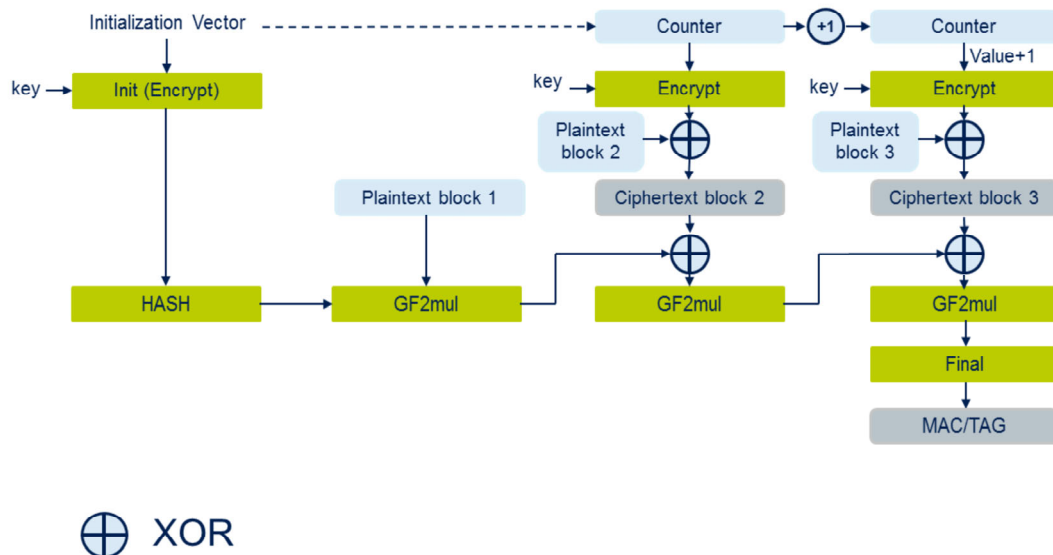 Initialization Vector
Counter
+1
Counter
Value+1
key
Init (Encrypt)
key
Encrypt
key
Encrypt
Plaintext
block 2
Plaintext
block 3
Plaintext block 1
Ciphertext block 2
Ciphertext block 3
HASH
GF2mul
GF2mul
GF2mul
Final
MAC/TAG
XOR